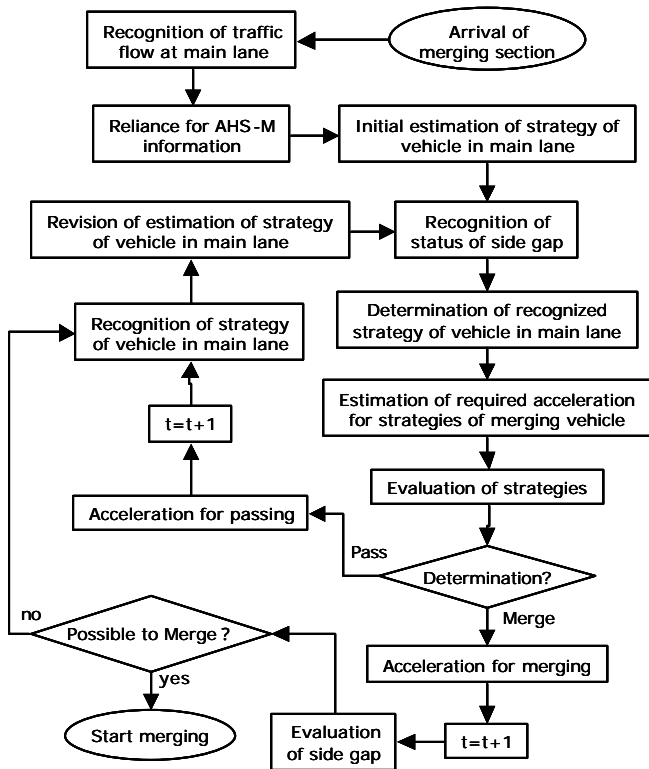 Recognition of traffic
flow at main lane
Arrival of
merging section
Reliance for AHS-M
information
Initial estimation of strategy of
vehicle in main lane
Revision of estimation of strategy
of vehicle in main lane
Recognition of
status of side gap
Recognition of strategy
of vehicle in main lane
Determination of recognized
strategy of vehicle in main lane
t=t+1
Estimation of required acceleration
for strategies of merging vehicle
Acceleration for passing
Evaluation of strategies
Pass
Determination?
Merge
no
Possible to Merge ?
yes
Acceleration for merging
Start merging
Evaluation
of side gap
t=t+1